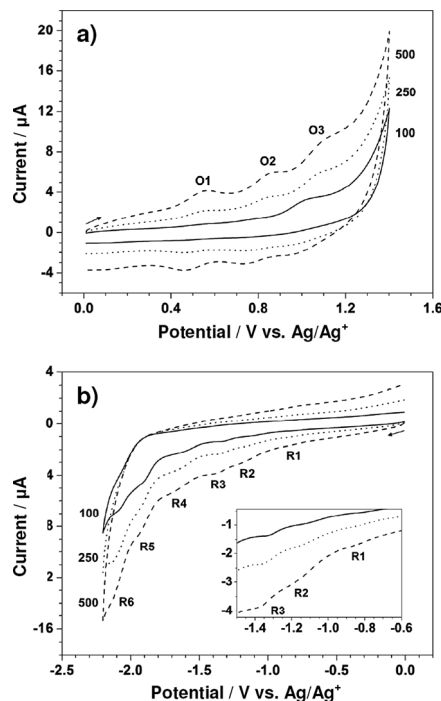 a)
Current / μA
20
16
12
8
4
0
-4
O1
O2
O3
500
250
100
0.0 0.4 0.8 1.2 1.6
Potential / V vs. Ag/Ag+
b)
Current / μA
4
0
4
8
2
-16
100
250
500
R6
R5
R4
R3
R2
R1
-1
-2
-3
-4
R3
R2
R1
-1.4 -1.2 -1.0 -0.8 -0.6
-2.5 -2.0 -1.5 -1.0 -0.5 0.0
Potential / V vs. Ag/Ag+